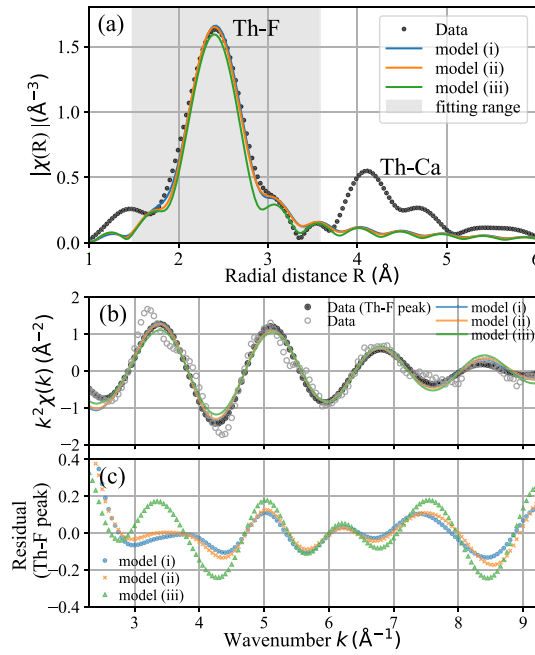 (a)
Th-F
Data
model (i)
model (ii)
model (iii)
fitting range
Th-Ca
|χ(R) |(Å−3)
1.5
1.0
0.5
0.0
1 2 3 4 5 6
Radial distance R (Å)
(b)
Data (Th-F peak)
Data
model (i)
model (ii)
model (iii)
k²χ(k) (Å−2)
2
1
0
−1
−2
(c)
Residual
(Th-F peak)
0.4
0.2
0.0
−0.2
−0.4
model (i)
model (ii)
model (iii)
3 4 5 6 7 8 9
Wavenumber k (Å−1)